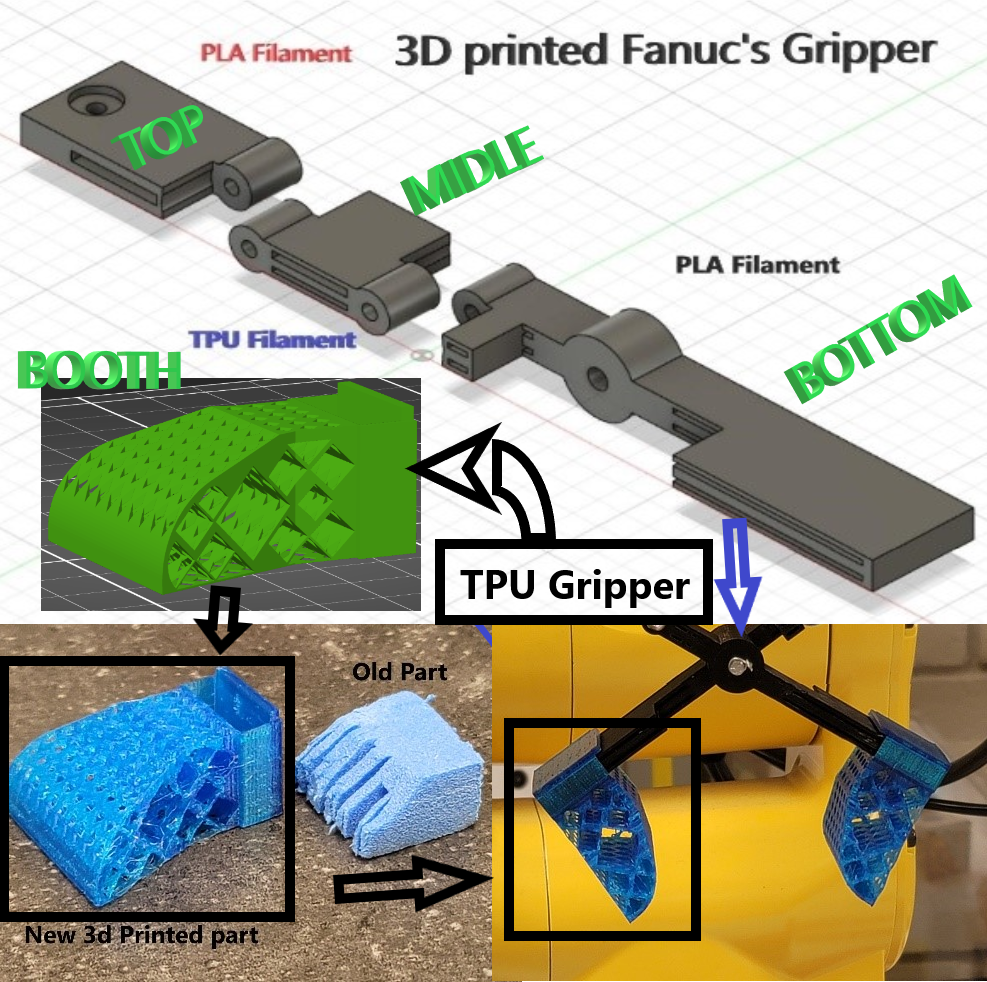 PLA Filament
3D printed Fanuc's Gripper
TOP
MIDLE
PLA Filament
TPU Filament
BOTTOM
BOOTH
TPU Gripper
Old Part
New 3d Printed part